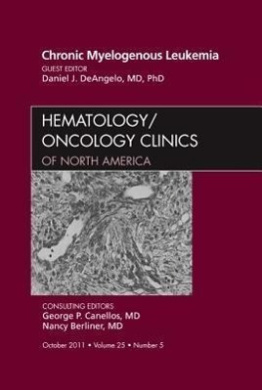 Chronic Myelogenous Leukemia
GUEST EDITOR
Daniel J. DeAngelo, MD, PhD
HEMATOLOGY/
ONCOLOGY CLINICS
OF NORTH AMERICA
CONSULTING EDITORS
George P. Canellos, MD
Nancy Berliner, MD
October 2011 • Volume 25 • Number 5